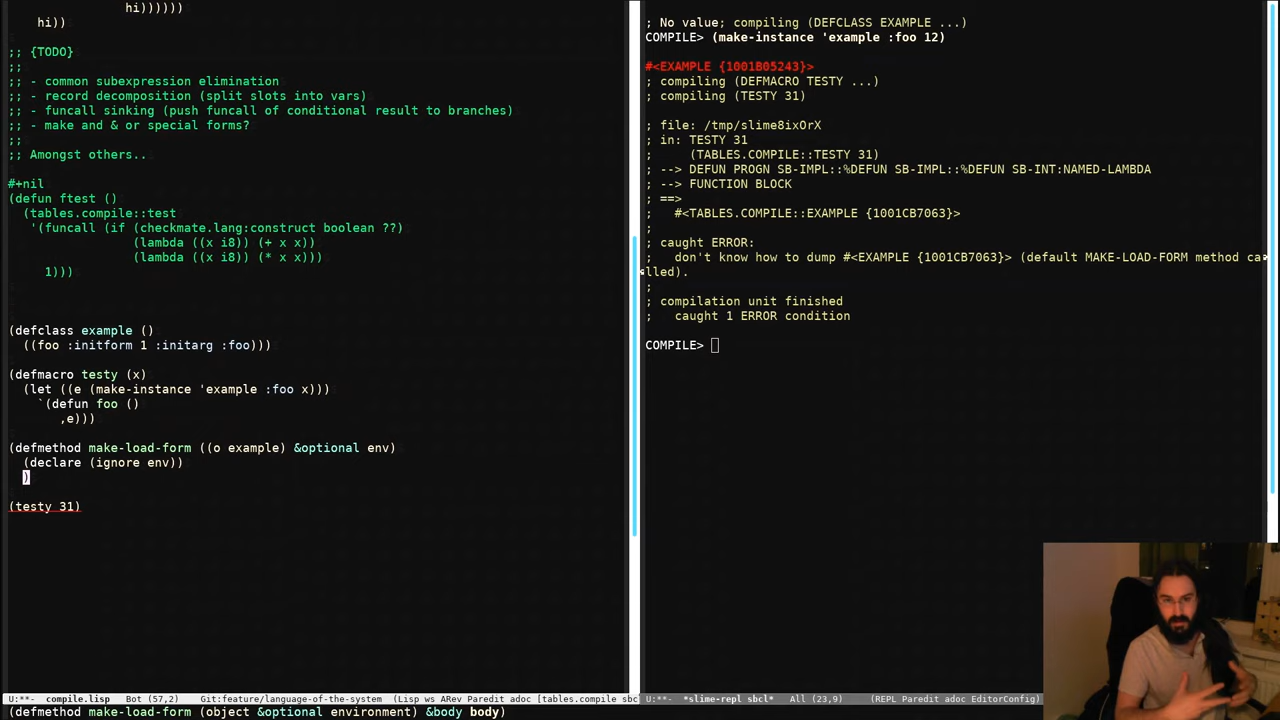 hi))))))
hi))
;; {TODO}
;;
;; - common subexpression elimination
;; - record decomposition (split slots into vars)
;; - funcall sinking (push funcall of conditional result to branches)
;; - make and & or special forms?
;;
;; Amongst others..
#+nil
(defun ftest ()
(tables.compile::test
'(funcall (if (checkmate.lang:construct boolean ??)
(lambda ((x i8)) (+ x x))
(lambda ((x i8)) (* x x)))
1)))
(defclass example ()
((foo :initform 1 :initarg :foo)))
(defmacro testy (x)
(let ((e (make-instance 'example :foo x)))
`(defun foo ()
,e)))
(defmethod make-load-form ((o example) &optional env)
(declare (ignore env))
)
(testy 31)
U:**- compile.lisp Bot (57,2) Git:feature/language-of-the-system (Lisp ws ARev Paredit adoc [tables.compile sbc
(defmethod make-load-form (object &optional environment) &body body)
; No value; compiling (DEFCLASS EXAMPLE ...)
COMPILE> (make-instance 'example :foo 12)
#<EXAMPLE {1001B05243}>
; compiling (DEFMACRO TESTY ...)
; compiling (TESTY 31)
; file: /tmp/slime8ixOrX
; in: TESTY 31
; (TABLES.COMPILE::TESTY 31)
; --> DEFUN PROGN SB-IMPL::%DEFUN SB-IMPL::%DEFUN SB-INT:NAMED-LAMBDA
; --> FUNCTION BLOCK
; ==>
; #<TABLES.COMPILE::EXAMPLE {1001CB7063}>
;
; caught ERROR:
; don't know how to dump #<EXAMPLE {1001CB7063}> (default MAKE-LOAD-FORM method ca
lled).
;
; compilation unit finished
; caught 1 ERROR condition
COMPILE>
U:**- *slime-repl sbcl* All (23,9) (REPL Paredit adoc EditorConfig)